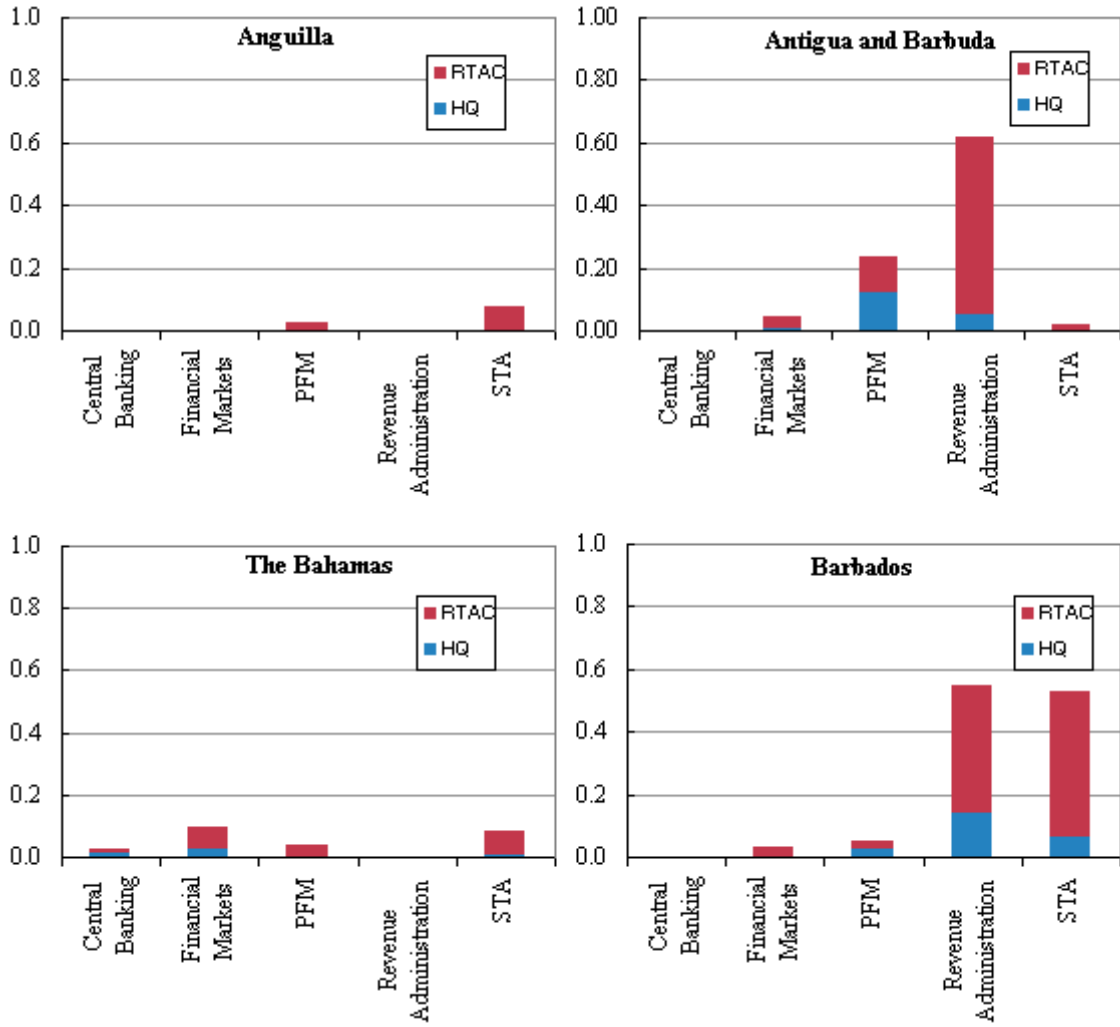 Anguilla
1.0
0.8
0.6
0.4
0.2
0.0
RTAC
HQ
Central
Banking
Financial
Markets
PFM
Revenue
Administration
STA
Antigua and Barbuda
1.00
0.80
0.60
0.40
0.20
0.00
RTAC
HQ
Central
Banking
Financial
Markets
PFM
Revenue
Administration
STA
The Bahamas
1.0
0.8
0.6
0.4
0.2
0.0
RTAC
HQ
Central
Banking
Financial
Markets
PFM
Revenue
Administration
STA
Barbados
1.0
0.8
0.6
0.4
0.2
0.0
RTAC
HQ
Central
Banking
Financial
Markets
PFM
Revenue
Administration
STA